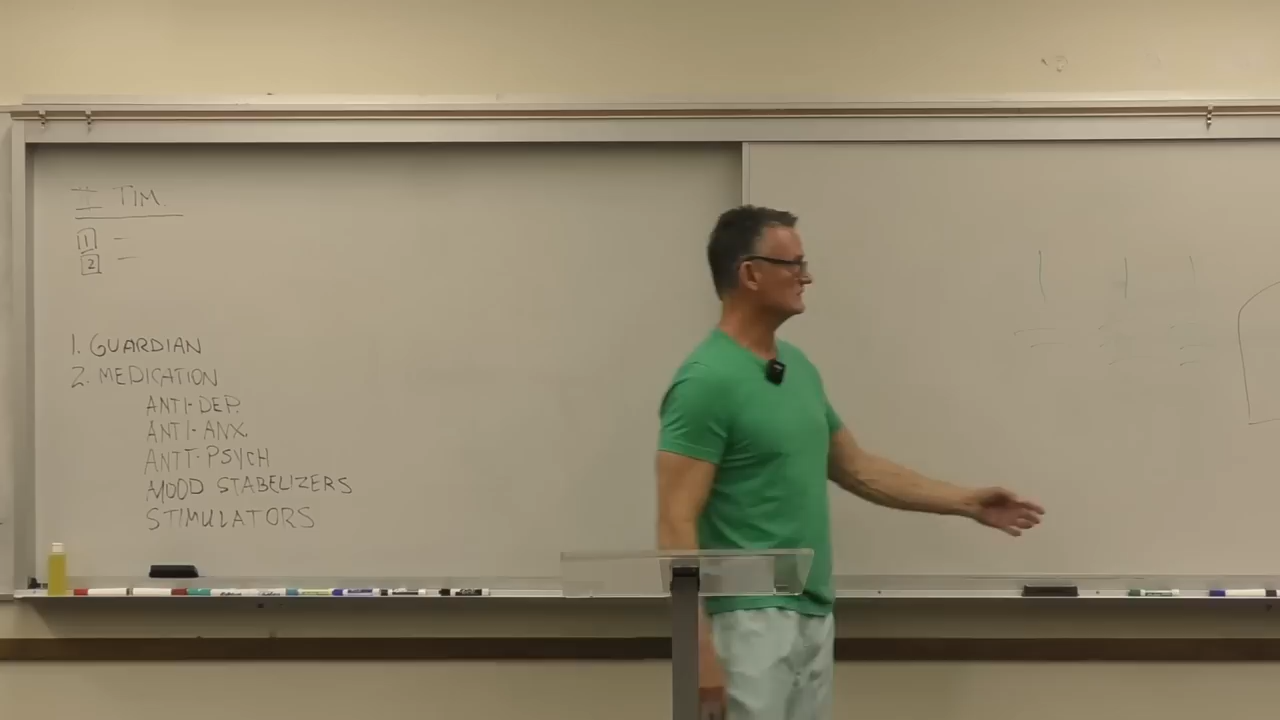 I TIM.
1 –
2 –
1. GUARDIAN
2. MEDICATION
ANTI-DEP.
ANTI-ANX.
ANTI-PSYCH
MOOD STABELIZERS
STIMULATORS